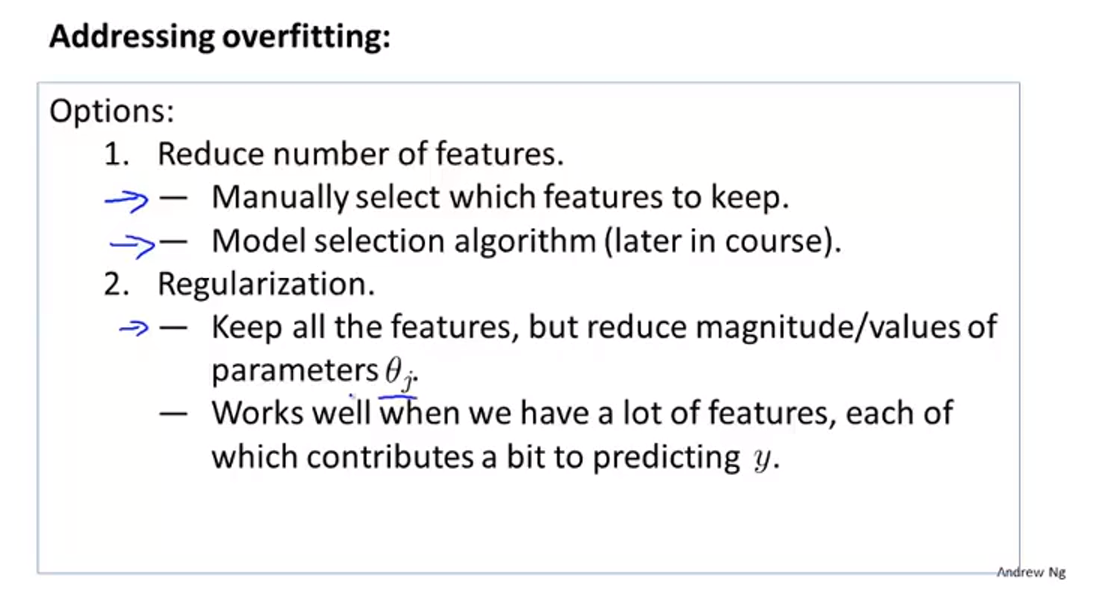 Addressing overfitting:
Options:
1. Reduce number of features.
— Manually select which features to keep.
— Model selection algorithm (later in course).
2. Regularization.
— Keep all the features, but reduce magnitude/values of
parameters θⱼ.
— Works well when we have a lot of features, each of
which contributes a bit to predicting y.
Andrew Ng